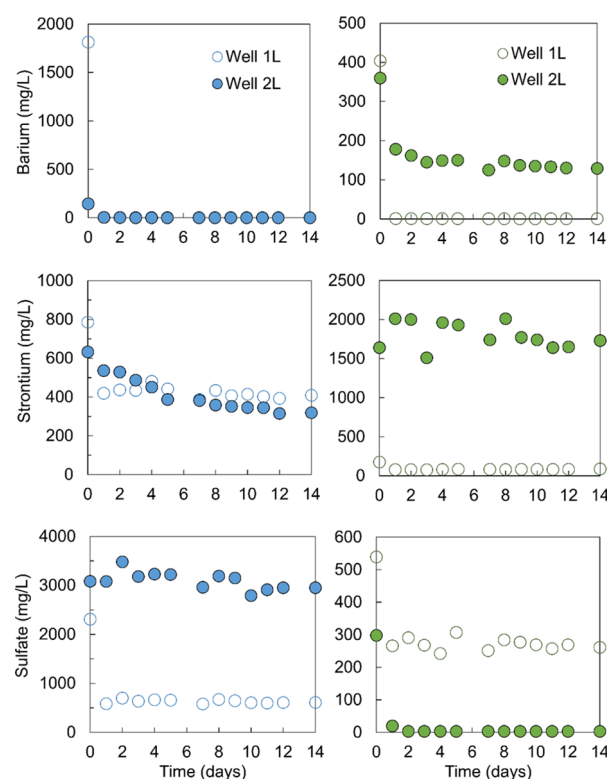 Barium (mg/L)
2000
1500
1000
500
0
0 2 4 6 8 10 12 14
Well 1L
Well 2L
500
400
300
200
100
0
0 2 4 6 8 10 12 14
Well 1L
Well 2L
Strontium (mg/L)
1000
800
600
400
200
0
0 2 4 6 8 10 12 14
2500
2000
1500
1000
500
0
0 2 4 6 8 10 12 14
Sulfate (mg/L)
4000
3000
2000
1000
0
0 2 4 6 8 10 12 14
Time (days)
600
500
400
300
200
100
0
0 2 4 6 8 10 12 14
Time (days)